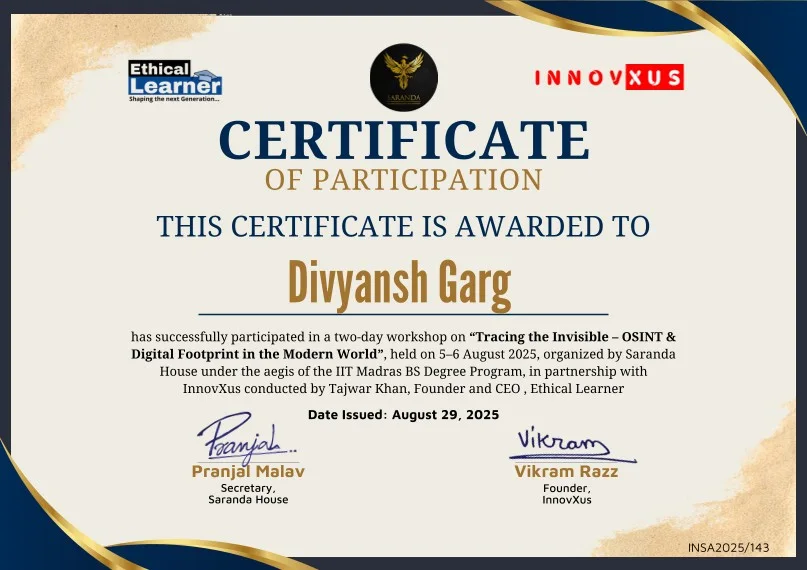 Ethical
Learner
Shaping the next Generation...
SARANDA
INNOVXUS
CERTIFICATE
OF PARTICIPATION
THIS CERTIFICATE IS AWARDED TO
Divyansh Garg
has successfully participated in a two-day workshop on “Tracing the Invisible – OSINT &
Digital Footprint in the Modern World”, held on 5–6 August 2025, organized by Saranda
House under the aegis of the IIT Madras BS Degree Program, in partnership with
InnovXus conducted by Tajwar Khan, Founder and CEO , Ethical Learner
Date Issued: August 29, 2025
Pranjal
Vikram
Pranjal Malav
Vikram Razz
Secretary,
Founder,
Saranda House
InnovXus
INSA2025/143